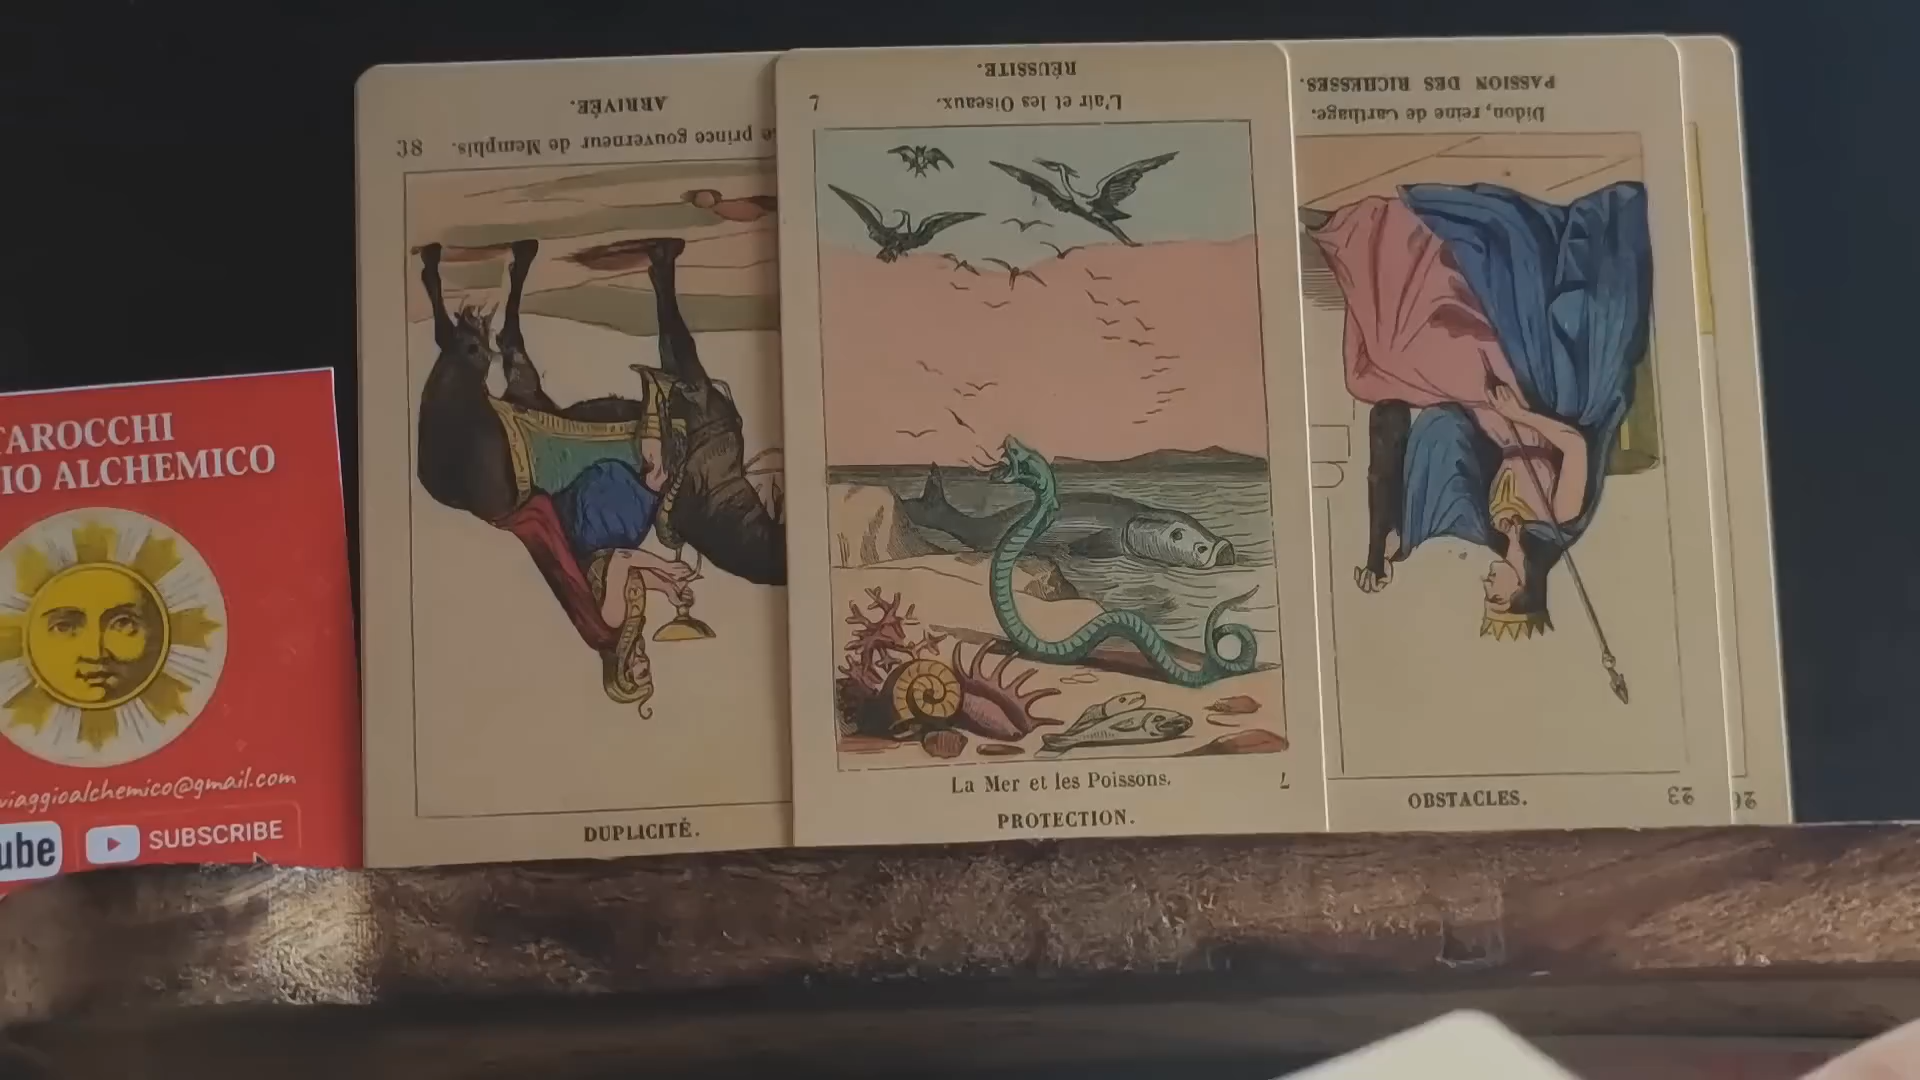 TAROCCHI
IO ALCHEMICO
viaggioalchemico@gmail.com
ube
SUBSCRIBE
ARRIVÉE.
Le prince gouverneur de Memphis.
38
DUPLICITÉ.
RÉUSSITE.
L'air et les Oiseaux.
7
La Mer et les Poissons.
7
PROTECTION.
PASSION DES RICHESSES.
Didon, reine de Carthage.
OBSTACLES.
23
26